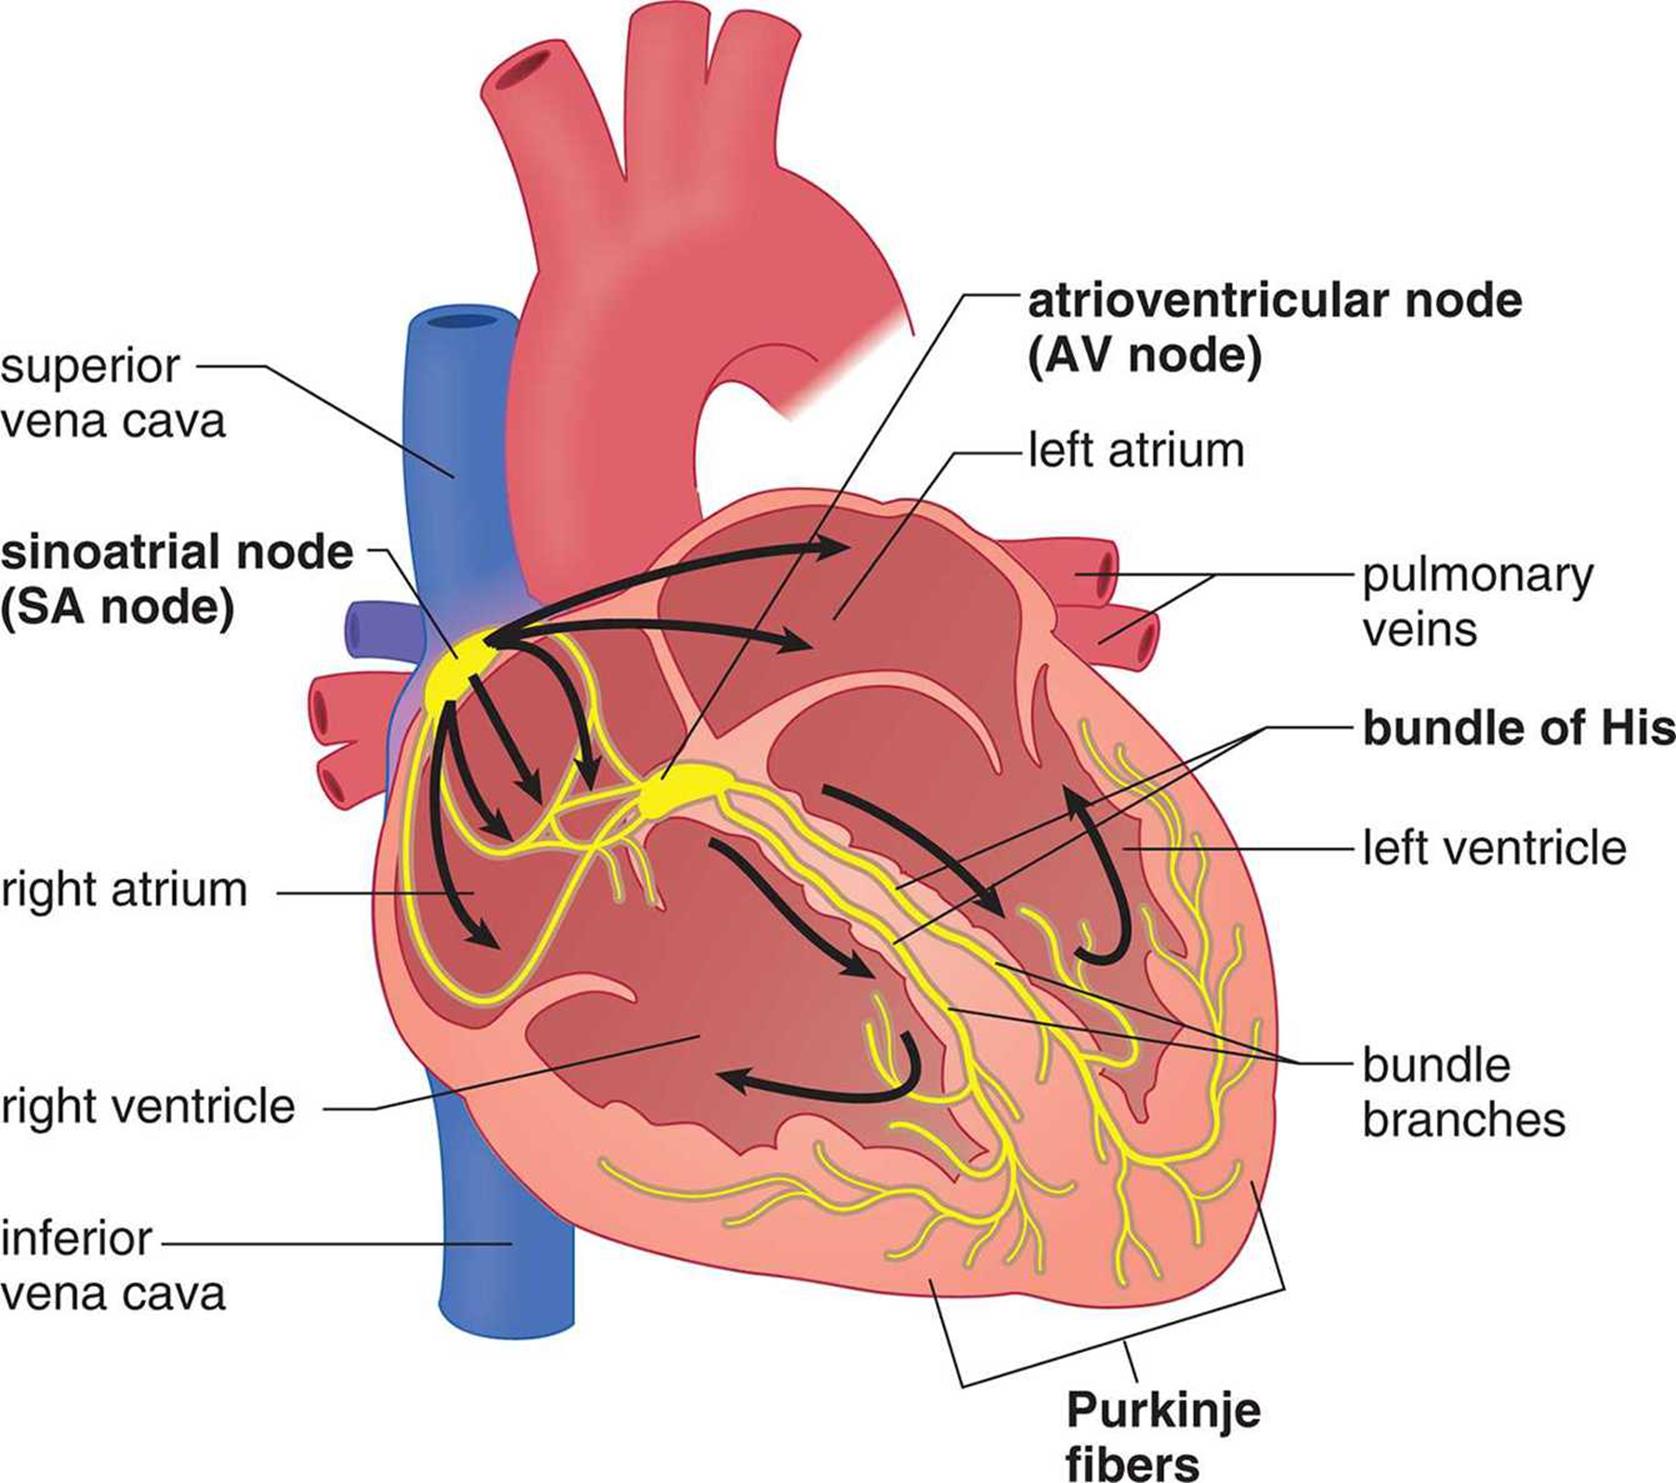 superior
vena cava
sinoatrial node
(SA node)
right atrium
right ventricle
inferior
vena cava
atrioventricular node
(AV node)
left atrium
pulmonary
veins
bundle of His
left ventricle
bundle
branches
Purkinje
fibers